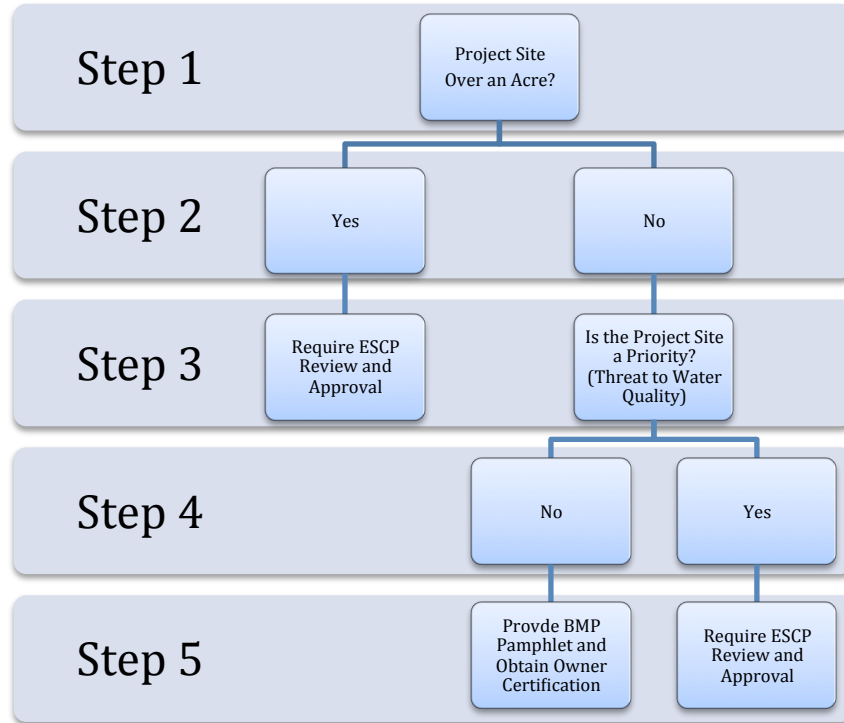 Step 1
Project Site
Over an Acre?
Step 2
Yes
No
Step 3
Require ESCP
Review and
Approval
Is the Project Site
a Priority?
(Threat to Water
Quality)
Step 4
No
Yes
Step 5
Provde BMP
Pamphlet and
Obtain Owner
Certification
Require ESCP
Review and
Approval